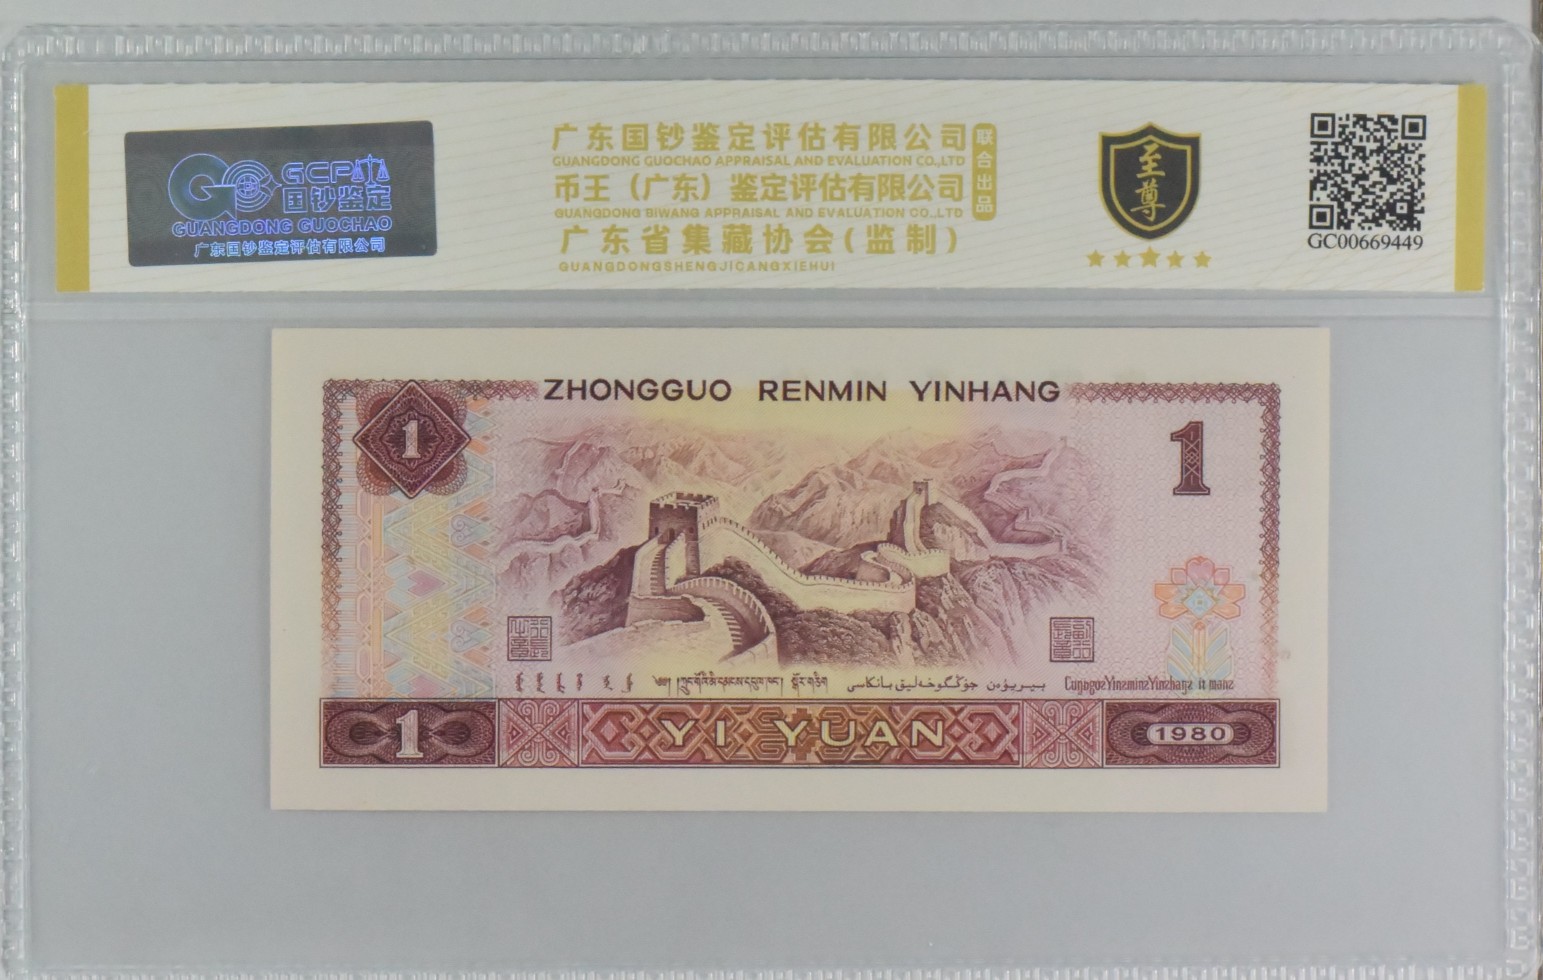 GCP
国钞鉴定
GUANGDONG GUOCHAO
广东国钞鉴定评估有限公司
广东国钞鉴定评估有限公司
GUANGDONG GUOCHAO APPRAISAL AND EVALUATION CO.,LTD
币王（广东）鉴定评估有限公司
GUANGDONG BIWANG APPRAISAL AND EVALUATION CO.,LTD
广东省集藏协会(监制)
GUANGDONGSHENGJICANGXIEHUI
联合出品
至尊
GC00669449
ZHONGGUO RENMIN YINHANG
1
1
Cuŋƅgoƨ Yinƨminƨ Yinzhaŋƨ
1
YI YUAN
1980